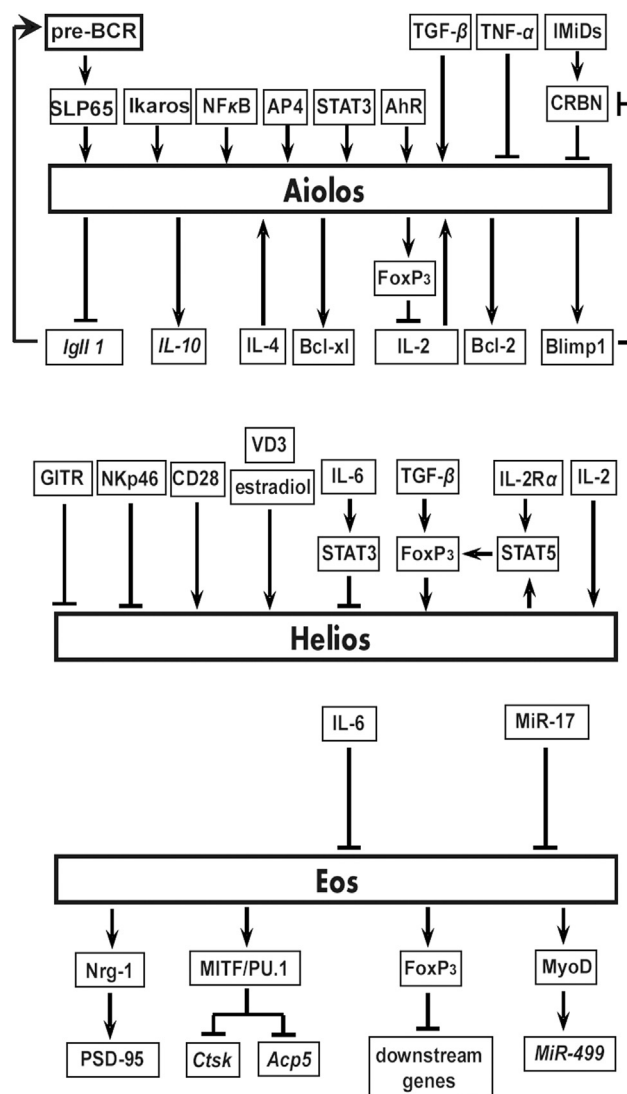 pre-BCR
TGF-β TNF-α IMiDs
SLP65 Ikaros NFκB AP4 STAT3 AhR CRBN
Aiolos
FoxP3
Igll 1 IL-10 IL-4 Bcl-xl IL-2 Bcl-2 Blimp1
VD3
GITR NKp46 CD28 estradiol IL-6 TGF-β IL-2Rα IL-2
STAT3 FoxP3 STAT5
Helios
IL-6 MiR-17
Eos
Nrg-1 MITF/PU.1 FoxP3 MyoD
PSD-95 Ctsk Acp5 downstream MiR-499
genes